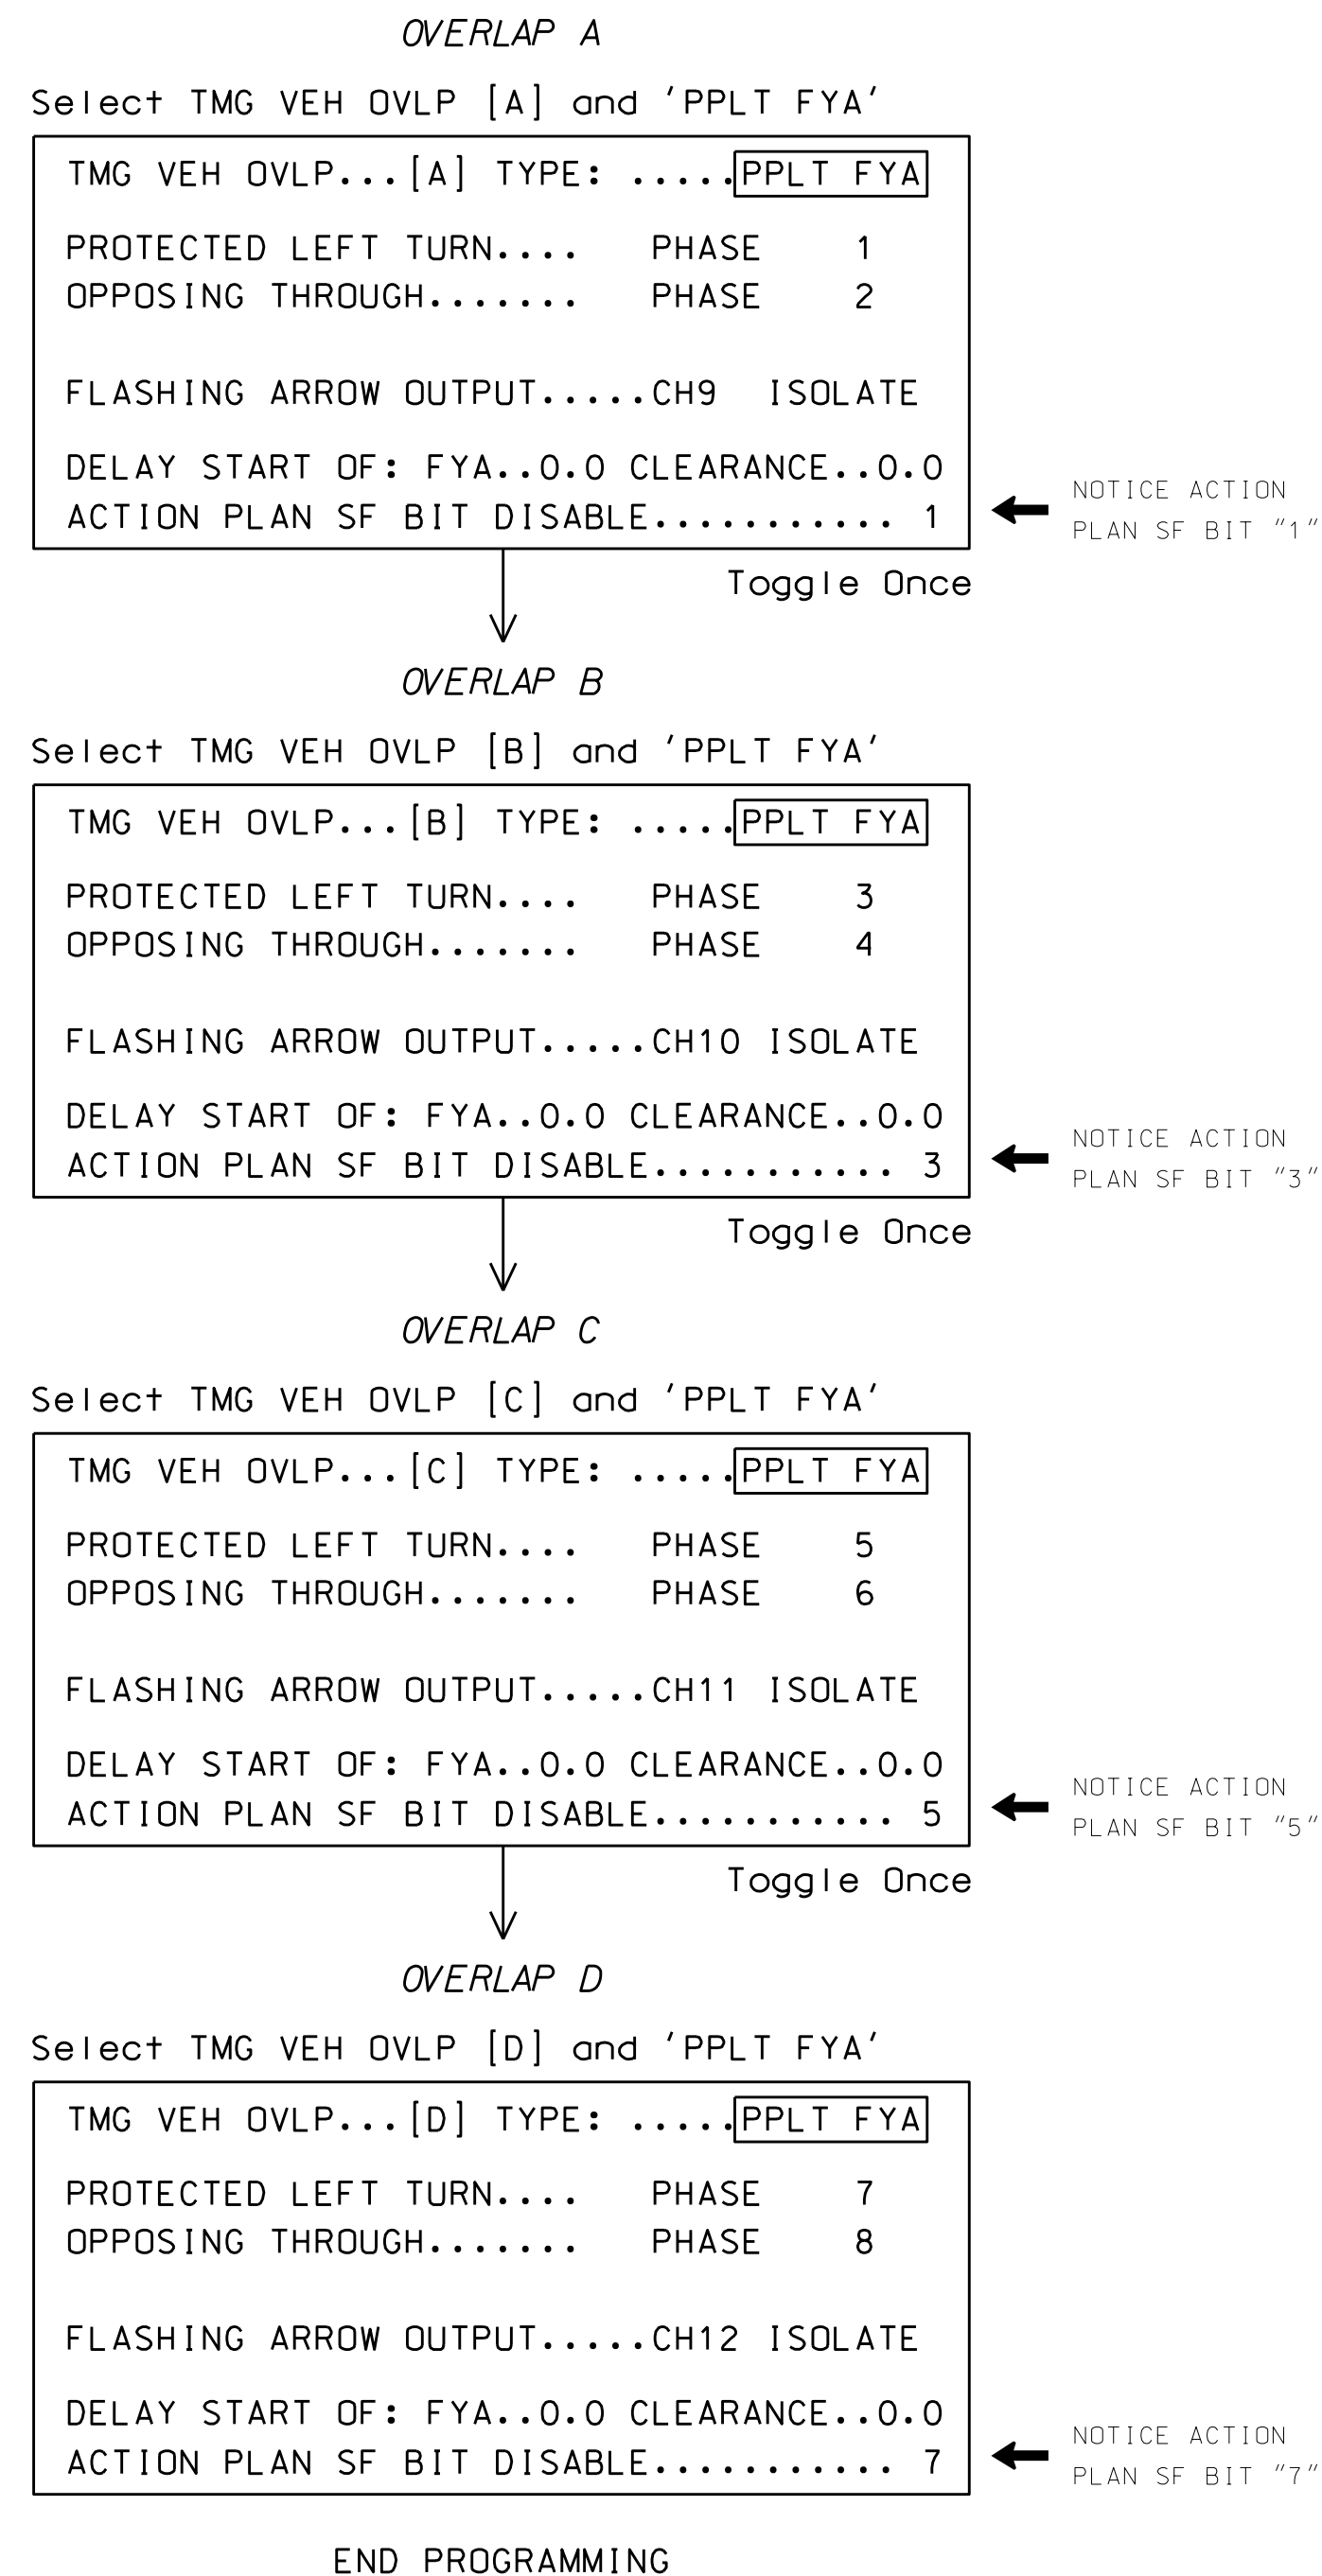 OVERLAP A
Select TMG VEH OVLP [A] and 'PPLT FYA'
TMG VEH OVLP...[A] TYPE: .....PPLT FYA
PROTECTED LEFT TURN.... PHASE 1
OPPOSING THROUGH....... PHASE 2
FLASHING ARROW OUTPUT.....CH9 ISOLATE
DELAY START OF: FYA..0.0 CLEARANCE..0.0
ACTION PLAN SF BIT DISABLE........... 1
NOTICE ACTION
PLAN SF BIT "1"
Toggle Once
OVERLAP B
Select TMG VEH OVLP [B] and 'PPLT FYA'
TMG VEH OVLP...[B] TYPE: .....PPLT FYA
PROTECTED LEFT TURN.... PHASE 3
OPPOSING THROUGH....... PHASE 4
FLASHING ARROW OUTPUT.....CH10 ISOLATE
DELAY START OF: FYA..0.0 CLEARANCE..0.0
ACTION PLAN SF BIT DISABLE........... 3
NOTICE ACTION
PLAN SF BIT "3"
Toggle Once
OVERLAP C
Select TMG VEH OVLP [C] and 'PPLT FYA'
TMG VEH OVLP...[C] TYPE: .....PPLT FYA
PROTECTED LEFT TURN.... PHASE 5
OPPOSING THROUGH....... PHASE 6
FLASHING ARROW OUTPUT.....CH11 ISOLATE
DELAY START OF: FYA..0.0 CLEARANCE..0.0
ACTION PLAN SF BIT DISABLE........... 5
NOTICE ACTION
PLAN SF BIT "5"
Toggle Once
OVERLAP D
Select TMG VEH OVLP [D] and 'PPLT FYA'
TMG VEH OVLP...[D] TYPE: .....PPLT FYA
PROTECTED LEFT TURN.... PHASE 7
OPPOSING THROUGH....... PHASE 8
FLASHING ARROW OUTPUT.....CH12 ISOLATE
DELAY START OF: FYA..0.0 CLEARANCE..0.0
ACTION PLAN SF BIT DISABLE........... 7
NOTICE ACTION
PLAN SF BIT "7"
END PROGRAMMING